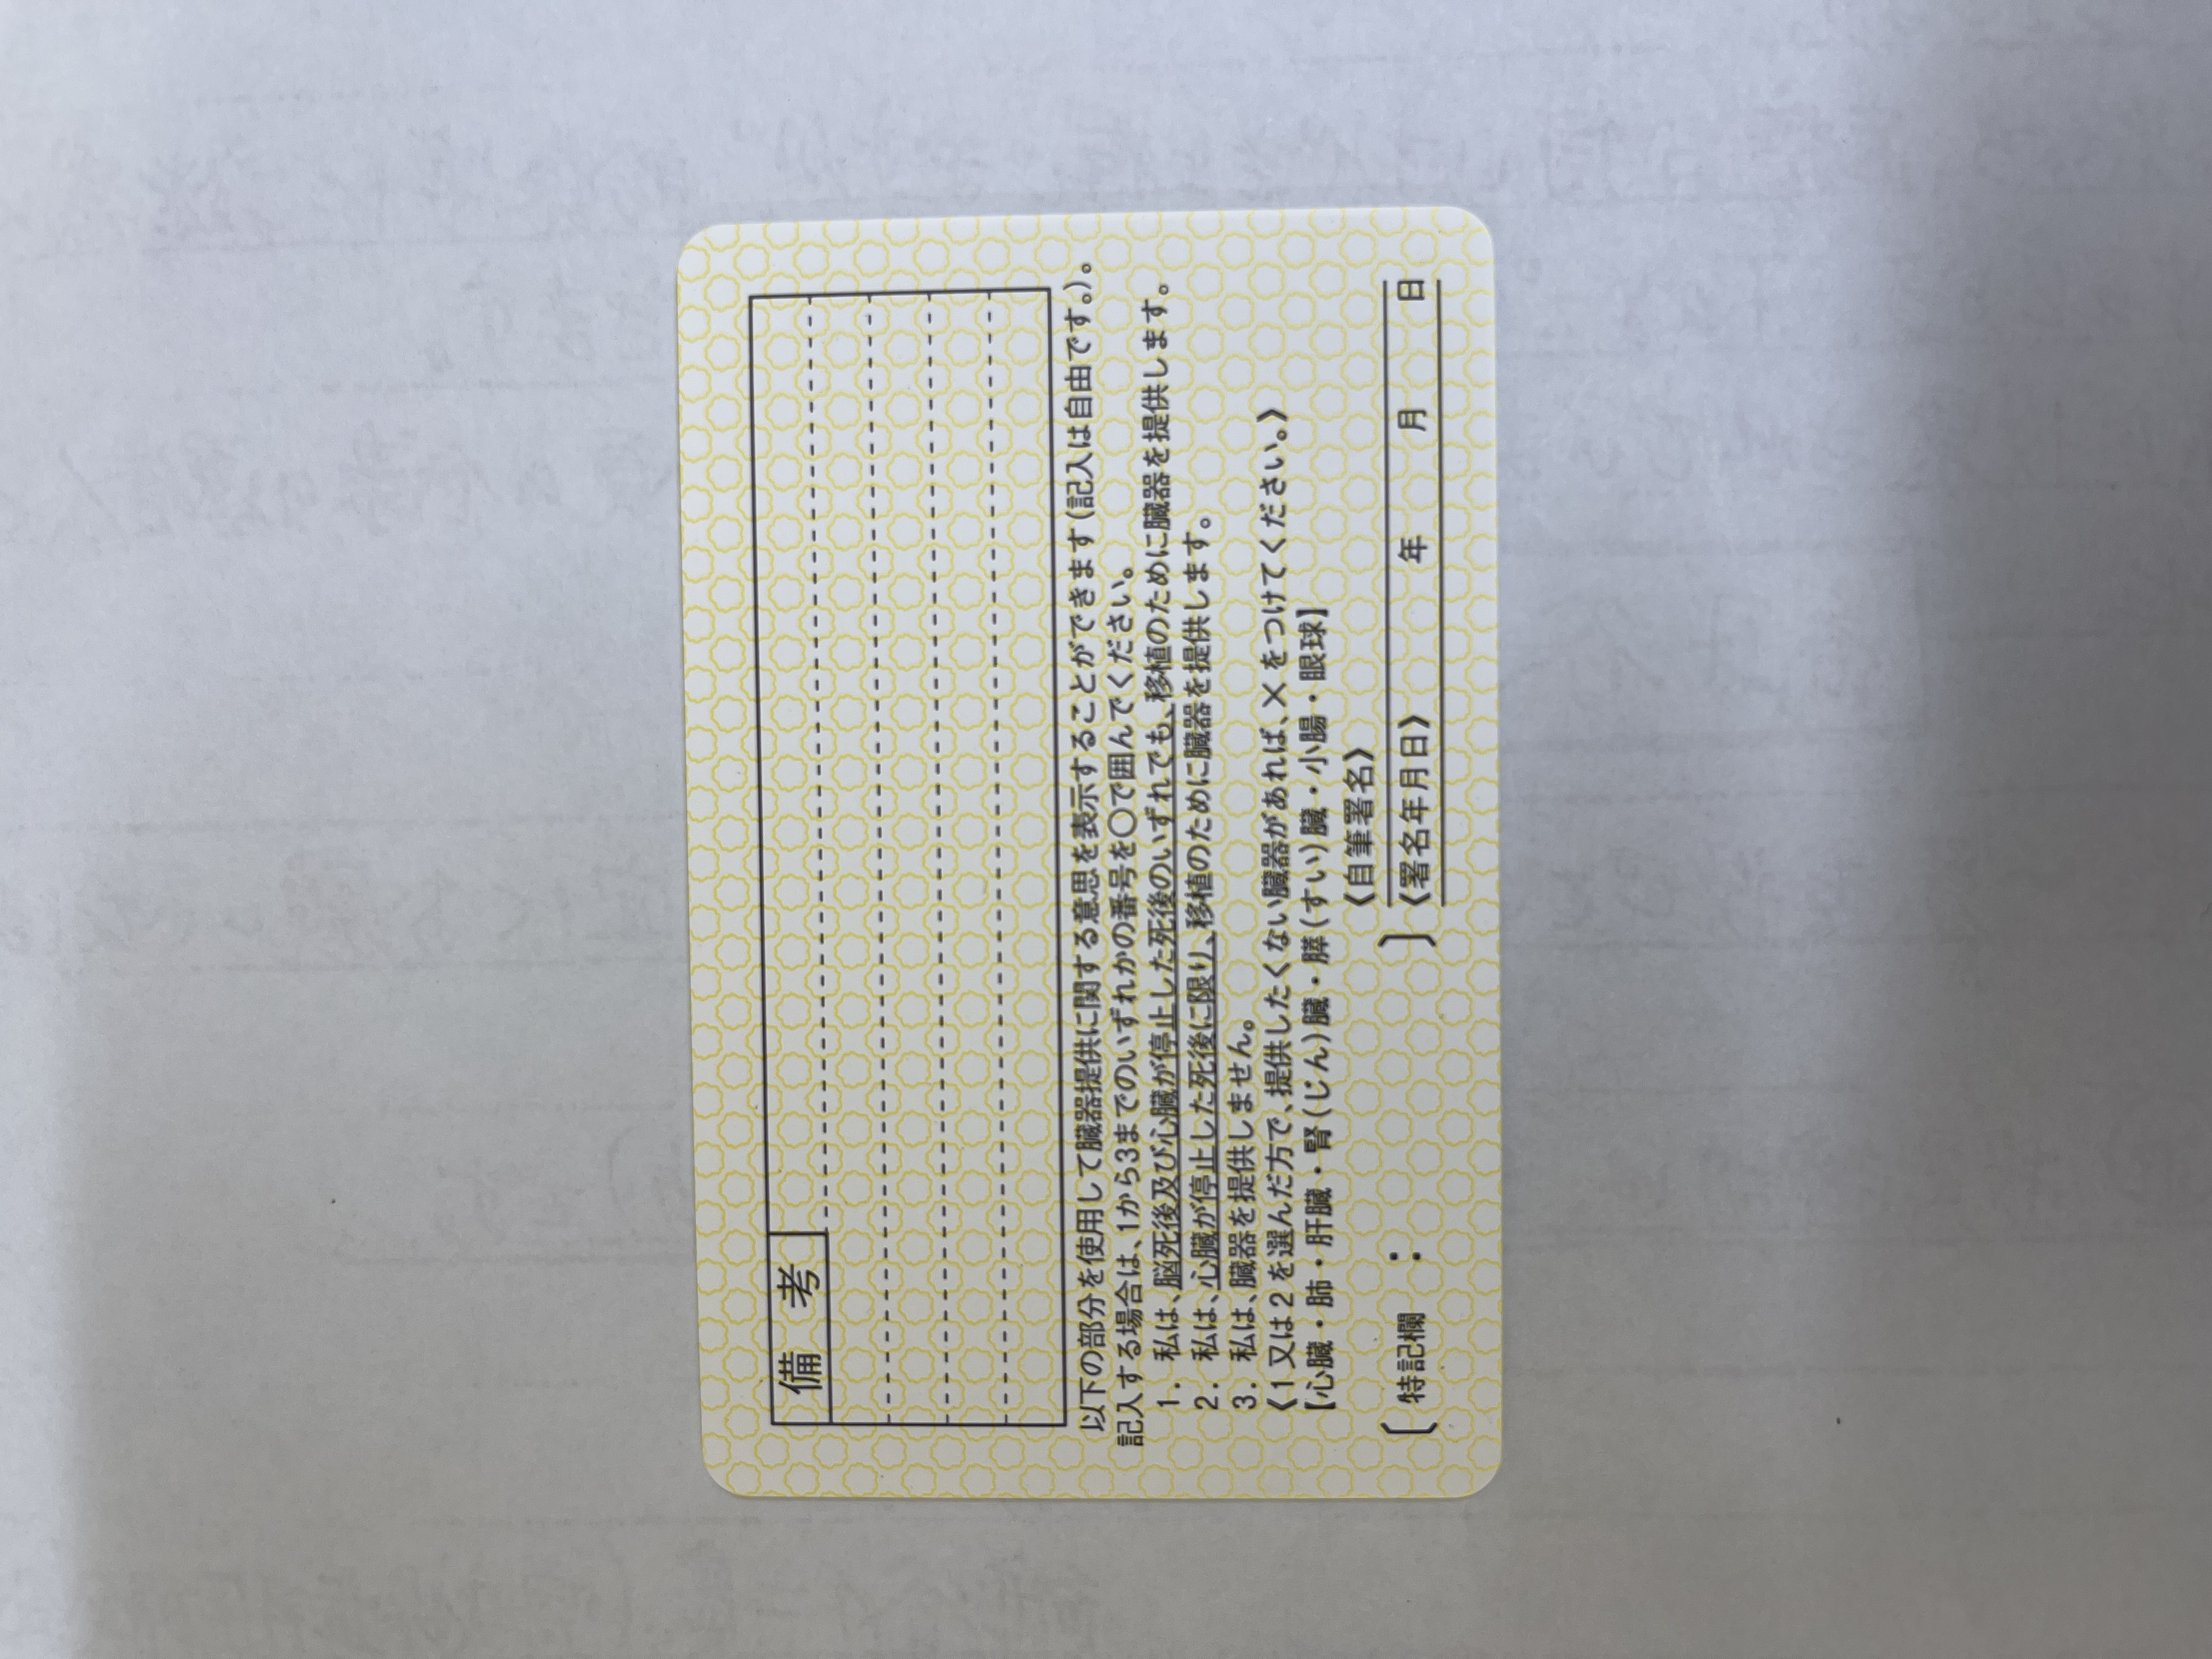 備 考
以下の部分を使用して臓器提供に関する意思を表示することができます(記入は自由です。)。
記入する場合は、1から3までのいずれかの番号を○で囲んでください。
1. 私は、脳死後及び心臓が停止した死後のいずれでも、移植のために臓器を提供します。
2. 私は、心臓が停止した死後に限り、移植のために臓器を提供します。
3. 私は、臓器を提供しません。
《1又は2を選んだ方で、提供したくない臓器があれば、×をつけてください。》
【心臓・肺・肝臓・腎(じん)臓・膵(すい)臓・小腸・眼球】
《自筆署名》
〔特記欄 : 〕
《署名年月日》 年 月 日